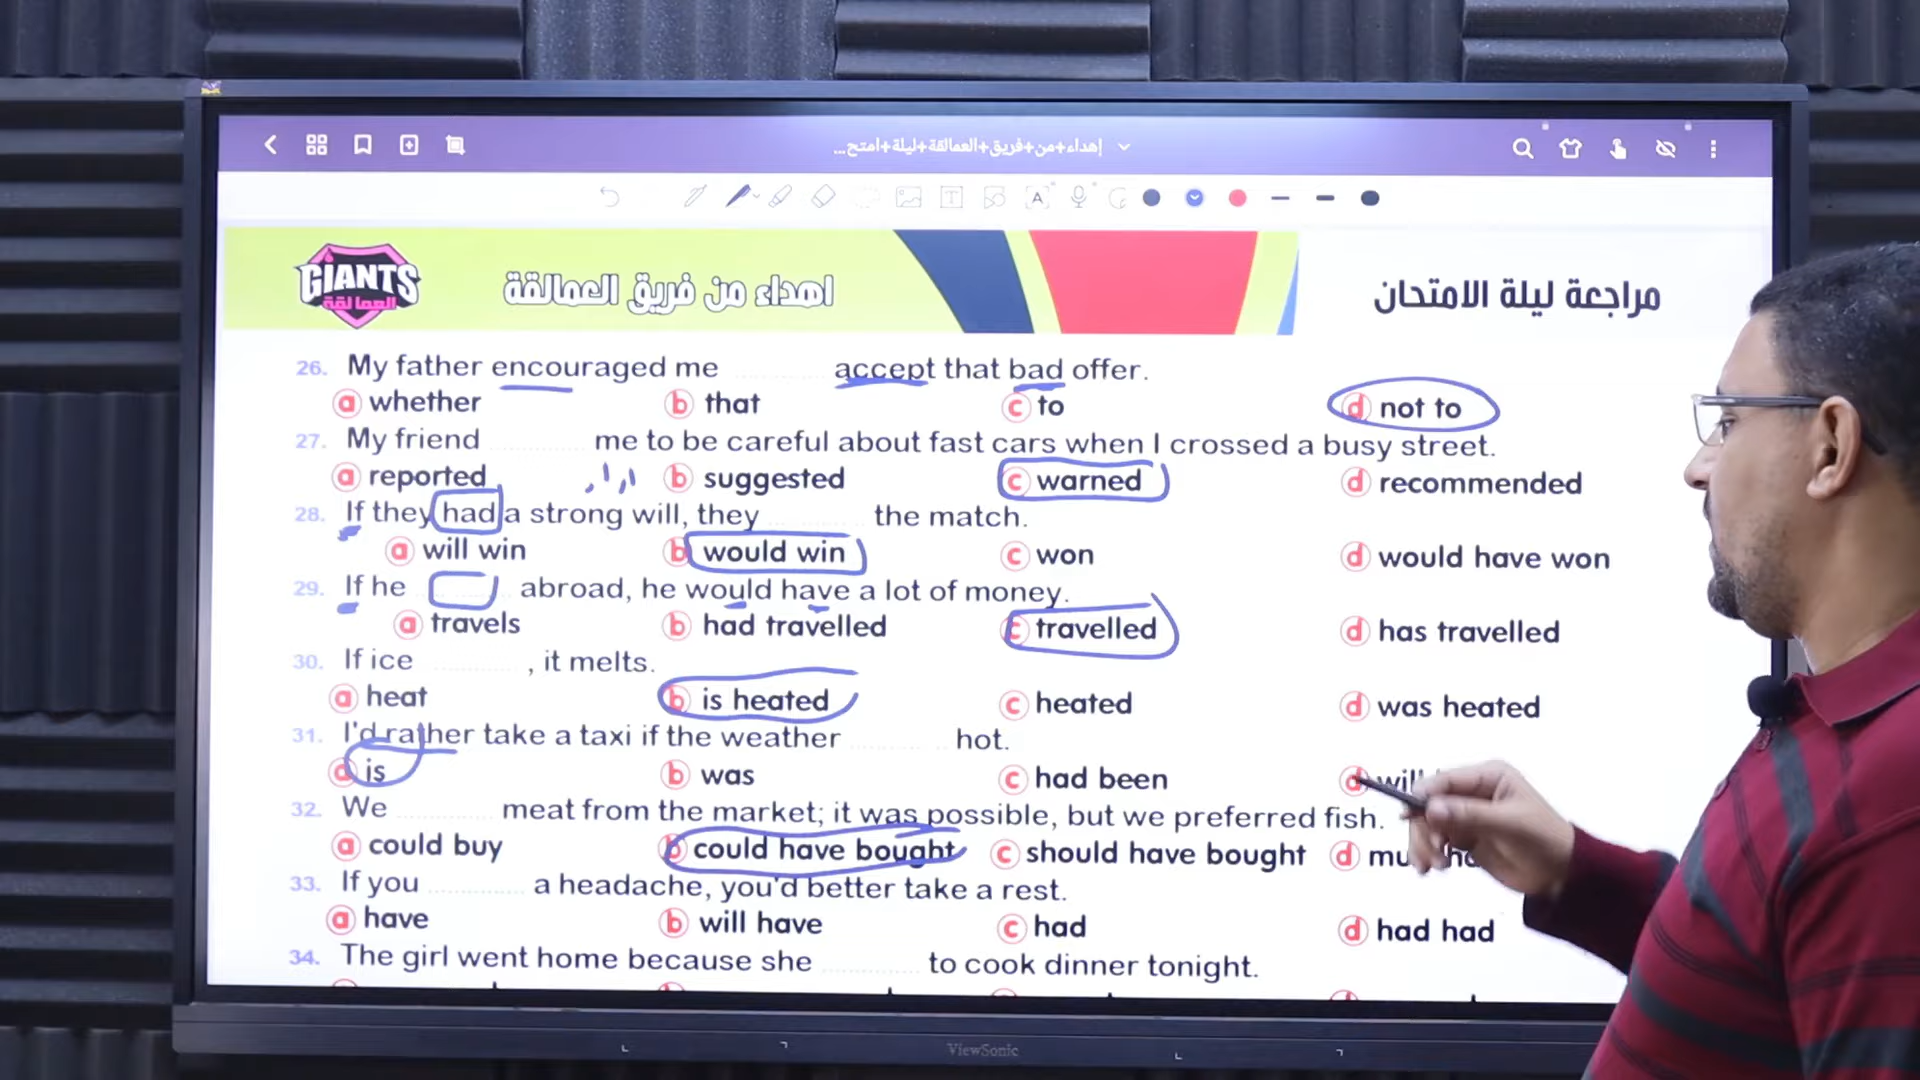 إهداء+من+فريق+العمالقة+ليلة+امتح...
GIANTS
العمالقة
اهداء من فريق العمالقة
مراجعة ليلة الامتحان
26. My father encouraged me accept that bad offer.
a whether b that c to d not to
27. My friend me to be careful about fast cars when I crossed a busy street.
a reported b suggested c warned d recommended
28. If they had a strong will, they the match.
a will win b would win c won d would have won
29. If he abroad, he would have a lot of money.
a travels b had travelled c travelled d has travelled
30. If ice , it melts.
a heat b is heated c heated d was heated
31. I'd rather take a taxi if the weather hot.
a is b was c had been d will
32. We meat from the market; it was possible, but we preferred fish.
a could buy b could have bought c should have bought d
33. If you a headache, you'd better take a rest.
a have b will have c had d had had
34. The girl went home because she to cook dinner tonight.
ViewSonic